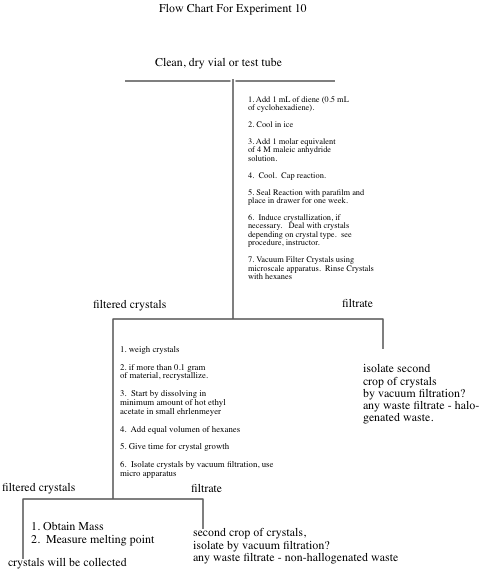 Flow Chart For Experiment 10
Clean, dry vial or test tube
1. Add 1 mL of diene (0.5 mL
of cyclohexadiene).
2. Cool in ice
3. Add 1 molar equivalent
of 4 M maleic anhydride
solution.
4.  Cool.  Cap reaction.
5. Seal Reaction with parafilm and
place in drawer for one week.
6.  Induce crystallization, if
necessary.   Deal with crystals
depending on crystal type.  see
procedure, instructor.
7. Vacuum Filter Crystals using
microscale apparatus.  Rinse Crystals
with hexanes
filtered crystals
filtrate
1. weigh crystals
2. if more than 0.1 gram
of material, recrystallize.
3.  Start by dissolving in
minimum amount of hot ethyl
acetate in small ehrlenmeyer
4.  Add equal volumen of hexanes
5.  Give time for crystal growth
6.  Isolate crystals by vacuum filtration, use
micro apparatus
isolate second
crop of crystals
by vacuum filtration?
any waste filtrate - halo-
genated waste.
filtered crystals
filtrate
1. Obtain Mass
2.  Measure melting point
crystals will be collected
second crop of crystals,
isolate by vacuum filtration?
any waste filtrate - non-hallogenated waste